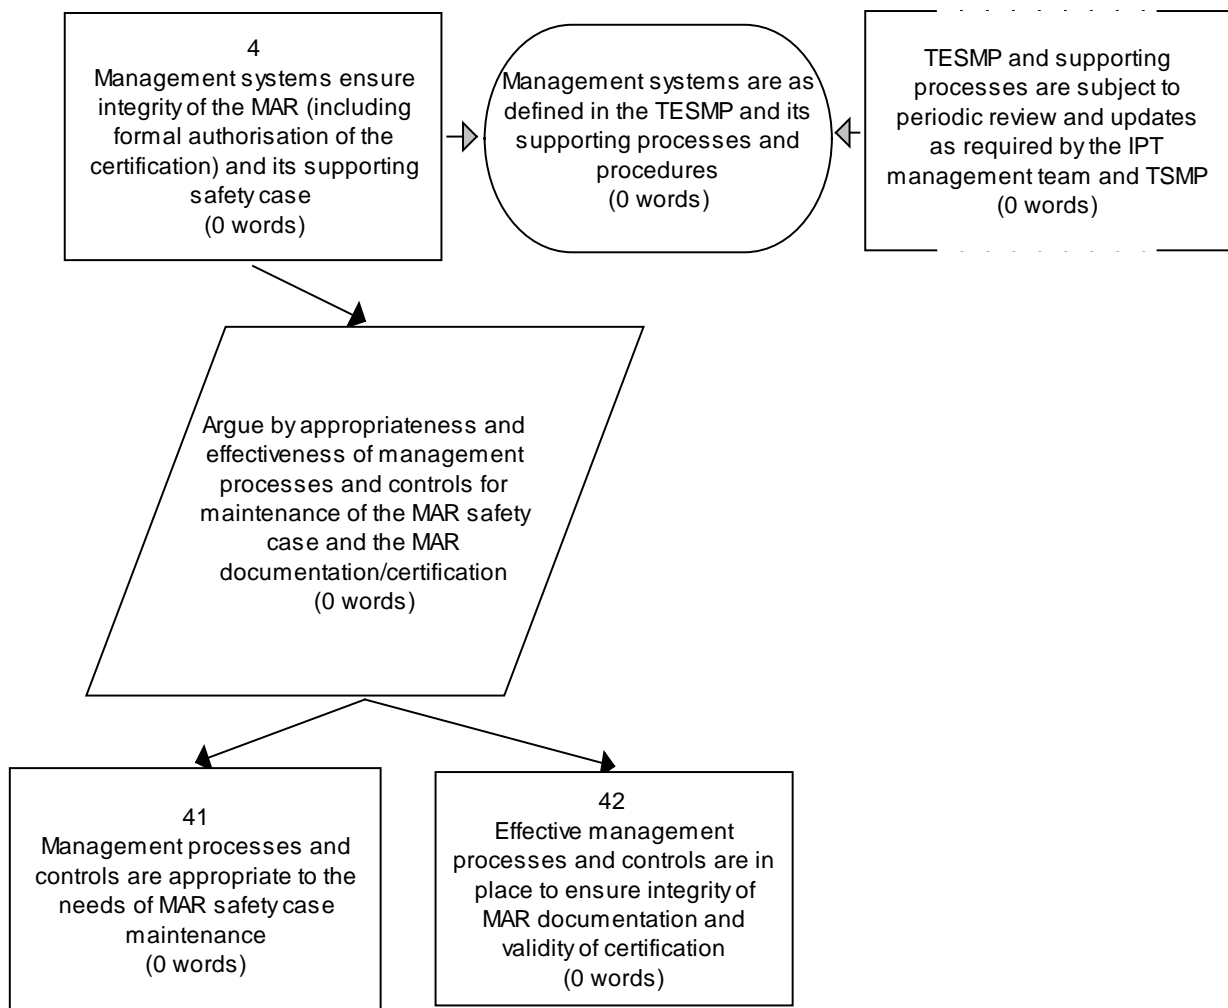 4
Management systems ensure
integrity of the MAR (including
formal authorisation of the
certification) and its supporting
safety case
(0 words)
Management systems are as
defined in the TESMP and its
supporting processes and
procedures
(0 words)
TESMP and supporting
processes are subject to
periodic review and updates
as required by the IPT
management team and TSMP
(0 words)
Argue by appropriateness and
effectiveness of management
processes and controls for
maintenance of the MAR safety
case and the MAR
documentation/certification
(0 words)
41
Management processes and
controls are appropriate to the
needs of MAR safety case
maintenance
(0 words)
42
Effective management
processes and controls are in
place to ensure integrity of
MAR documentation and
validity of certification
(0 words)